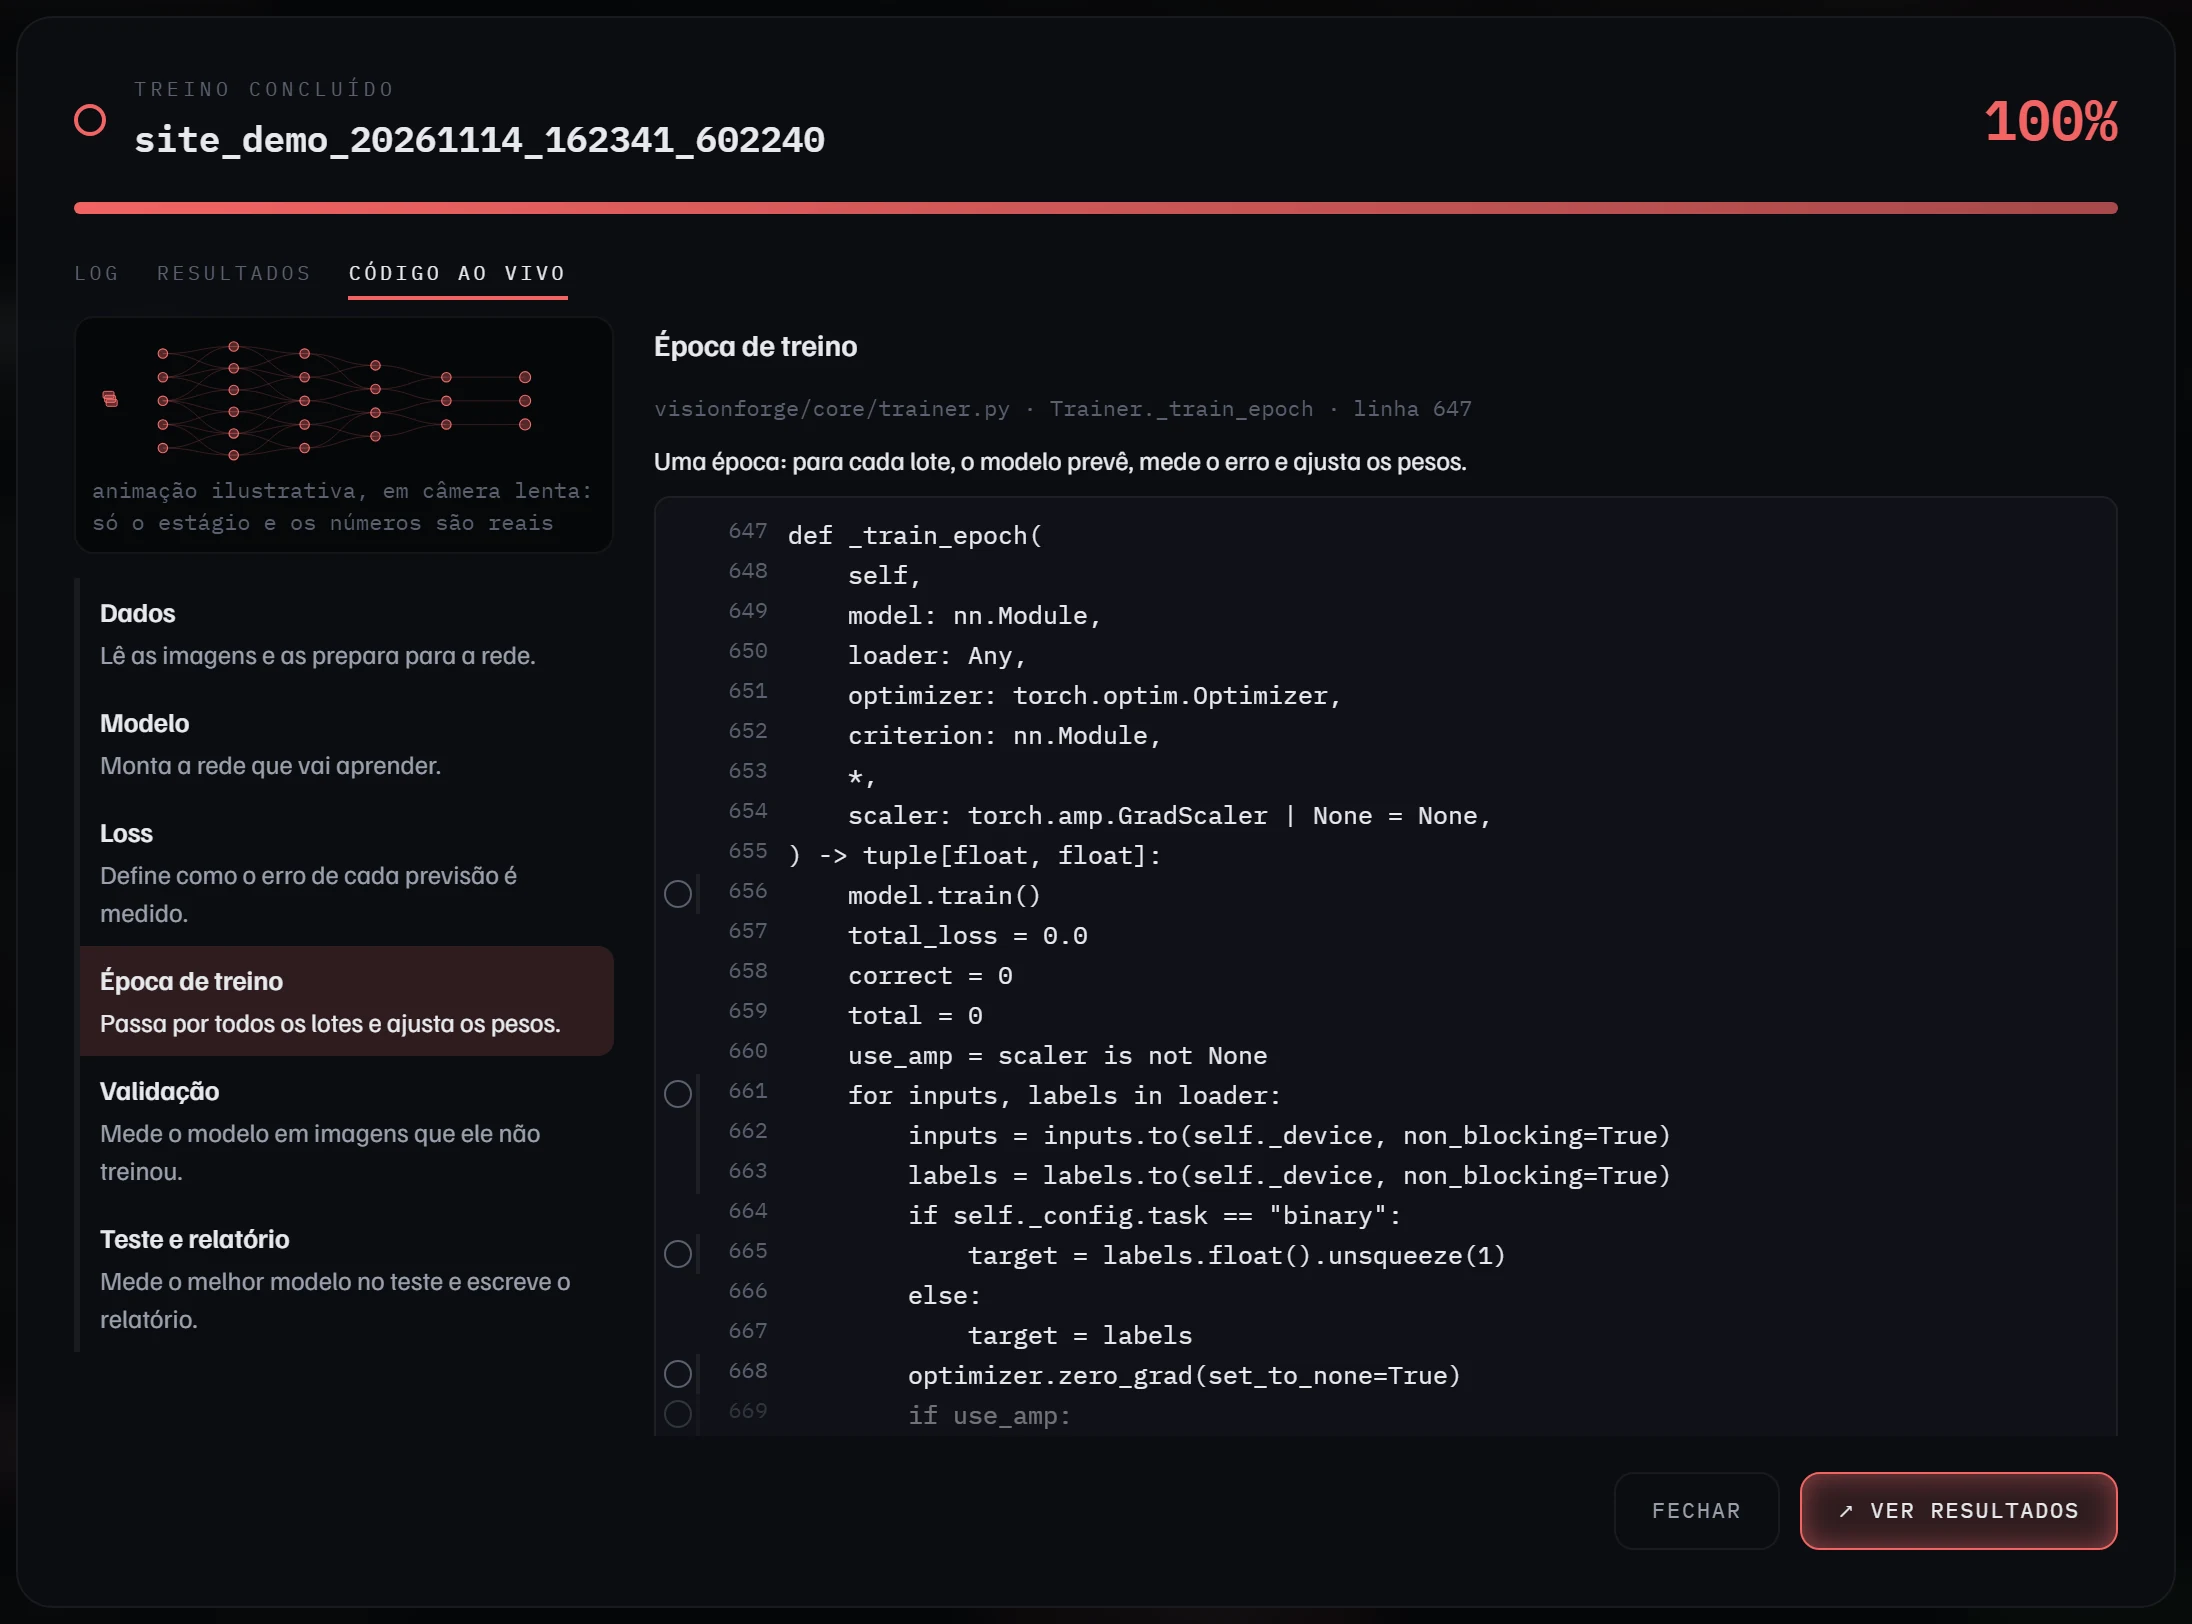 TREINO CONCLUÍDO
site_demo_20261114_162341_602240
100%
LOG RESULTADOS CÓDIGO AO VIVO
animação ilustrativa, em câmera lenta:
só o estágio e os números são reais
Dados
Lê as imagens e as prepara para a rede.
Modelo
Monta a rede que vai aprender.
Loss
Define como o erro de cada previsão é
medido.
Época de treino
Passa por todos os lotes e ajusta os pesos.
Validação
Mede o modelo em imagens que ele não
treinou.
Teste e relatório
Mede o melhor modelo no teste e escreve o
relatório.
Época de treino
visionforge/core/trainer.py · Trainer._train_epoch · linha 647
Uma época: para cada lote, o modelo prevê, mede o erro e ajusta os pesos.
647 def _train_epoch(
648     self,
649     model: nn.Module,
650     loader: Any,
651     optimizer: torch.optim.Optimizer,
652     criterion: nn.Module,
653     *,
654     scaler: torch.amp.GradScaler | None = None,
655 ) -> tuple[float, float]:
656     model.train()
657     total_loss = 0.0
658     correct = 0
659     total = 0
660     use_amp = scaler is not None
661     for inputs, labels in loader:
662         inputs = inputs.to(self._device, non_blocking=True)
663         labels = labels.to(self._device, non_blocking=True)
664         if self._config.task == "binary":
665             target = labels.float().unsqueeze(1)
666         else:
667             target = labels
668         optimizer.zero_grad(set_to_none=True)
669         if use_amp:
FECHAR
↗ VER RESULTADOS